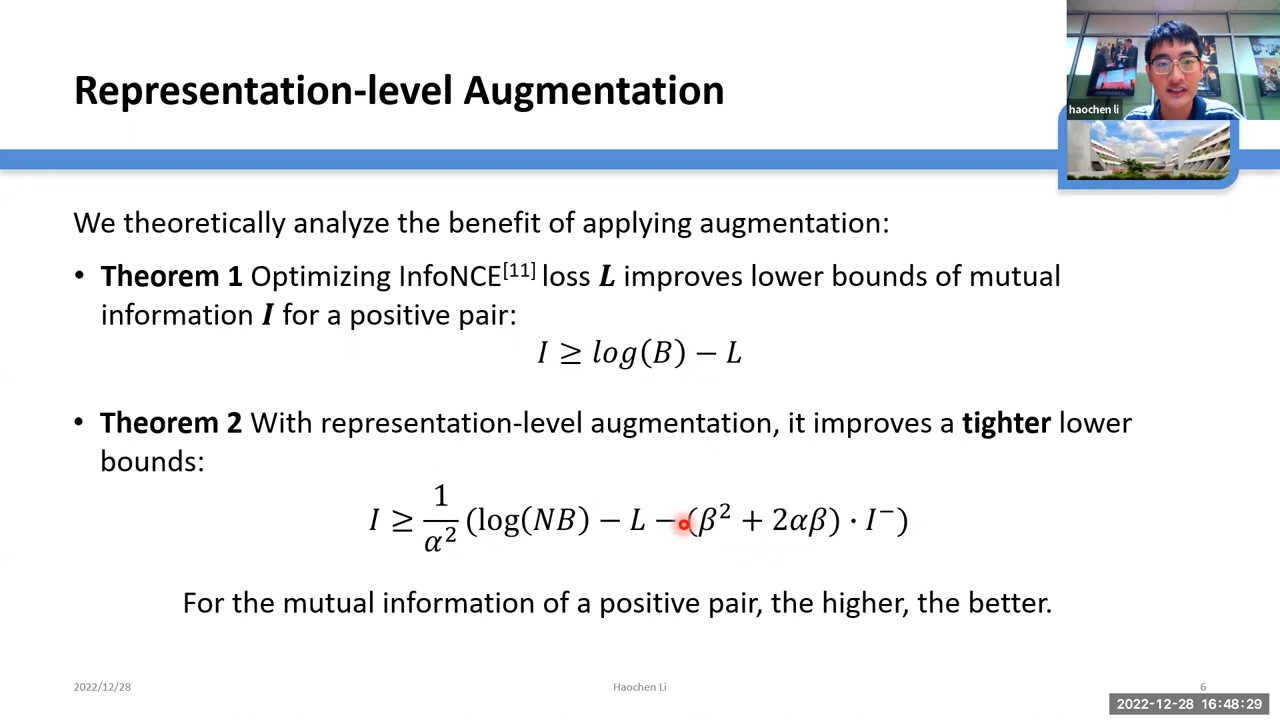 Representation-level Augmentation
haochen li
We theoretically analyze the benefit of applying augmentation:
• Theorem 1 Optimizing InfoNCE[11] loss L improves lower bounds of mutual
information I for a positive pair:
I ≥ log(B) − L
• Theorem 2 With representation-level augmentation, it improves a tighter lower
bounds:
I ≥ 1/α² (log(NB) − L − (β² + 2αβ) · I⁻)
For the mutual information of a positive pair, the higher, the better.
2022/12/28 Haochen Li 6
2022-12-28 16:48:29